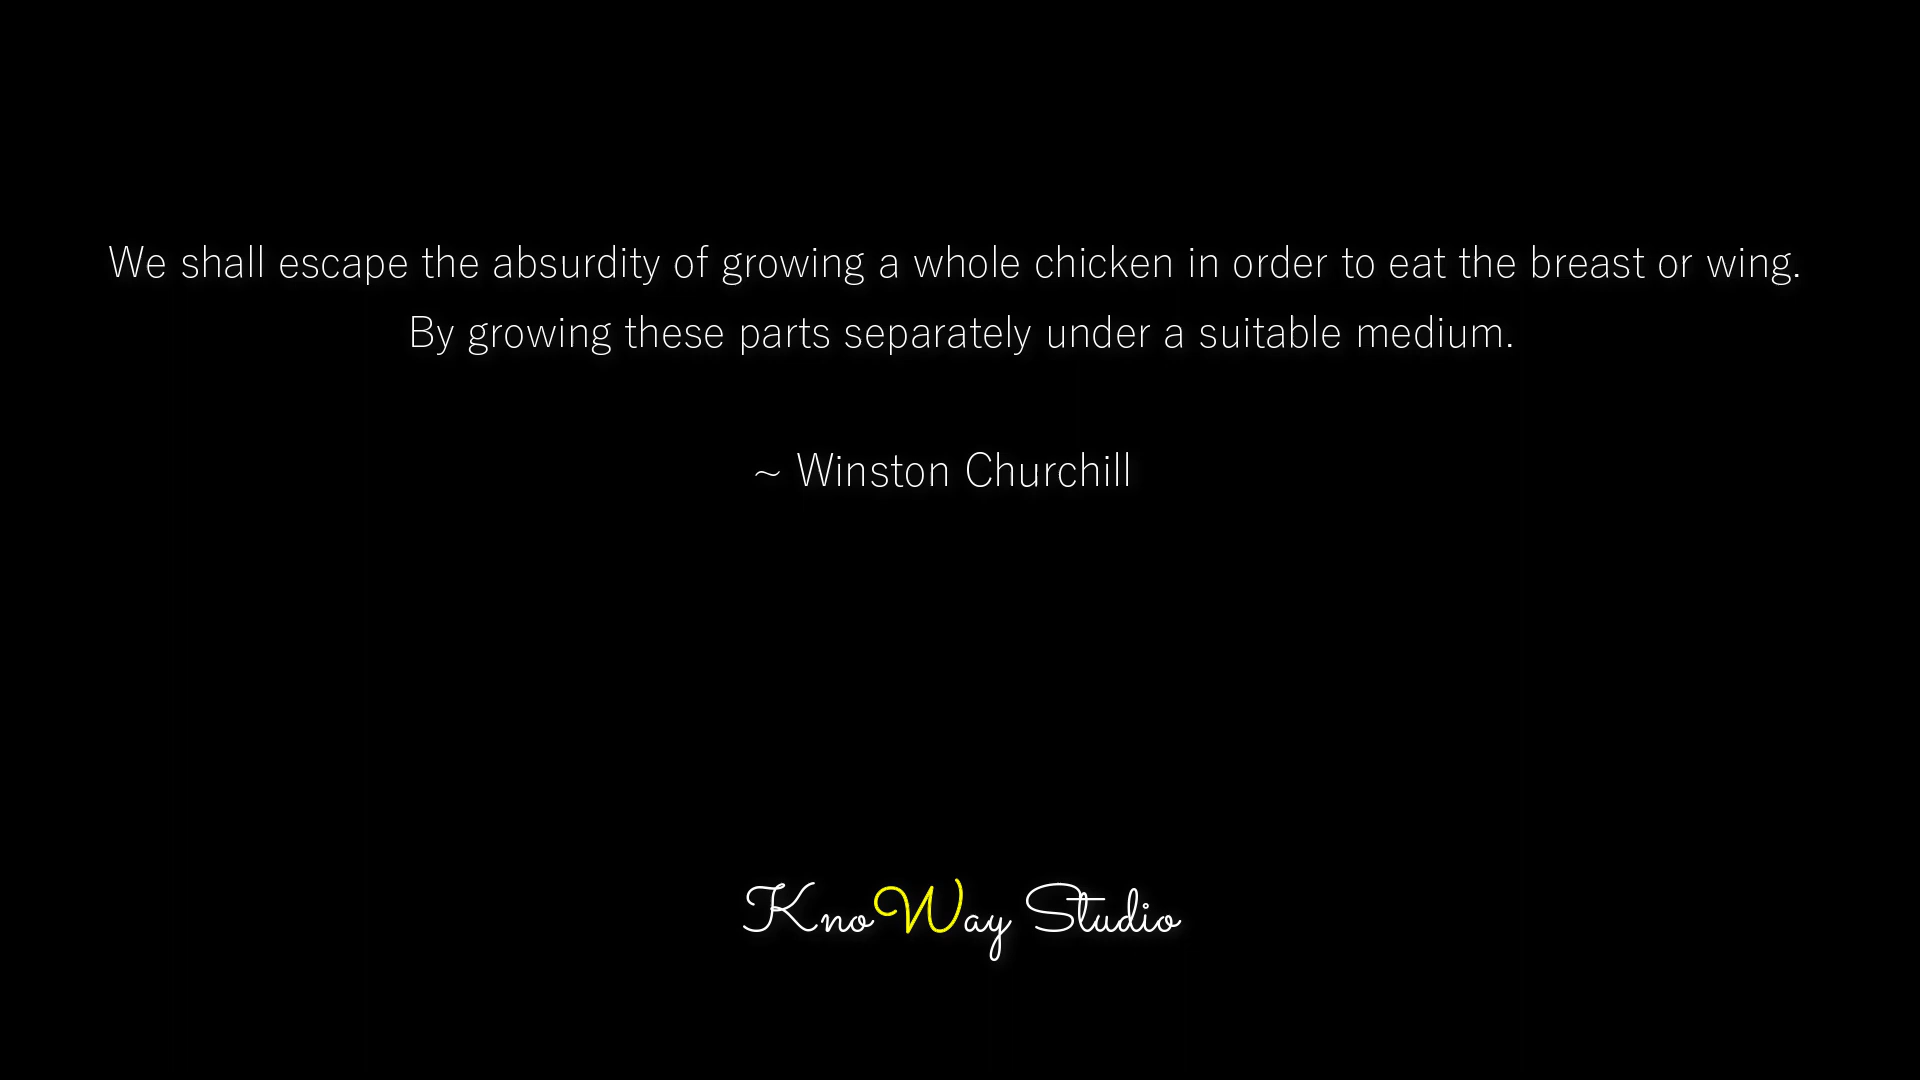 We shall escape the absurdity of growing a whole chicken in order to eat the breast or wing.
By growing these parts separately under a suitable medium.
~ Winston Churchill
KnoWay Studio